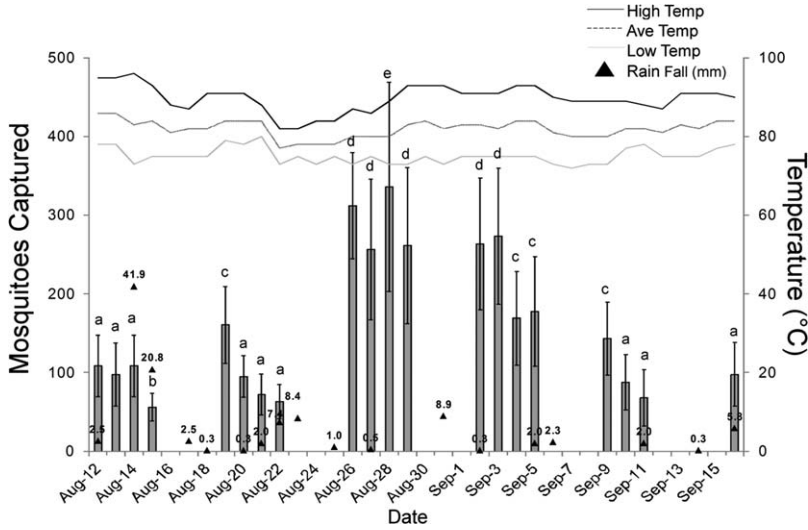 High Temp
Ave Temp
Low Temp
Rain Fall (mm)
Mosquitoes Captured
500
400
300
200
100
0
100
80
60
40
20
0
Temperature (°C)
a
a
a
b
c
a
a
a
d
d
e
d
d
d
c
c
c
a
a
a
2.5
41.9
20.8
2.5
0.3
0.3
2.0
8.4
1.0
0.5
8.9
0.3
2.0
2.3
2.0
0.3
5.8
Aug-12
Aug-14
Aug-16
Aug-18
Aug-20
Aug-22
Aug-24
Aug-26
Aug-28
Aug-30
Sep-1
Sep-3
Sep-5
Sep-7
Sep-9
Sep-11
Sep-13
Sep-15
Date